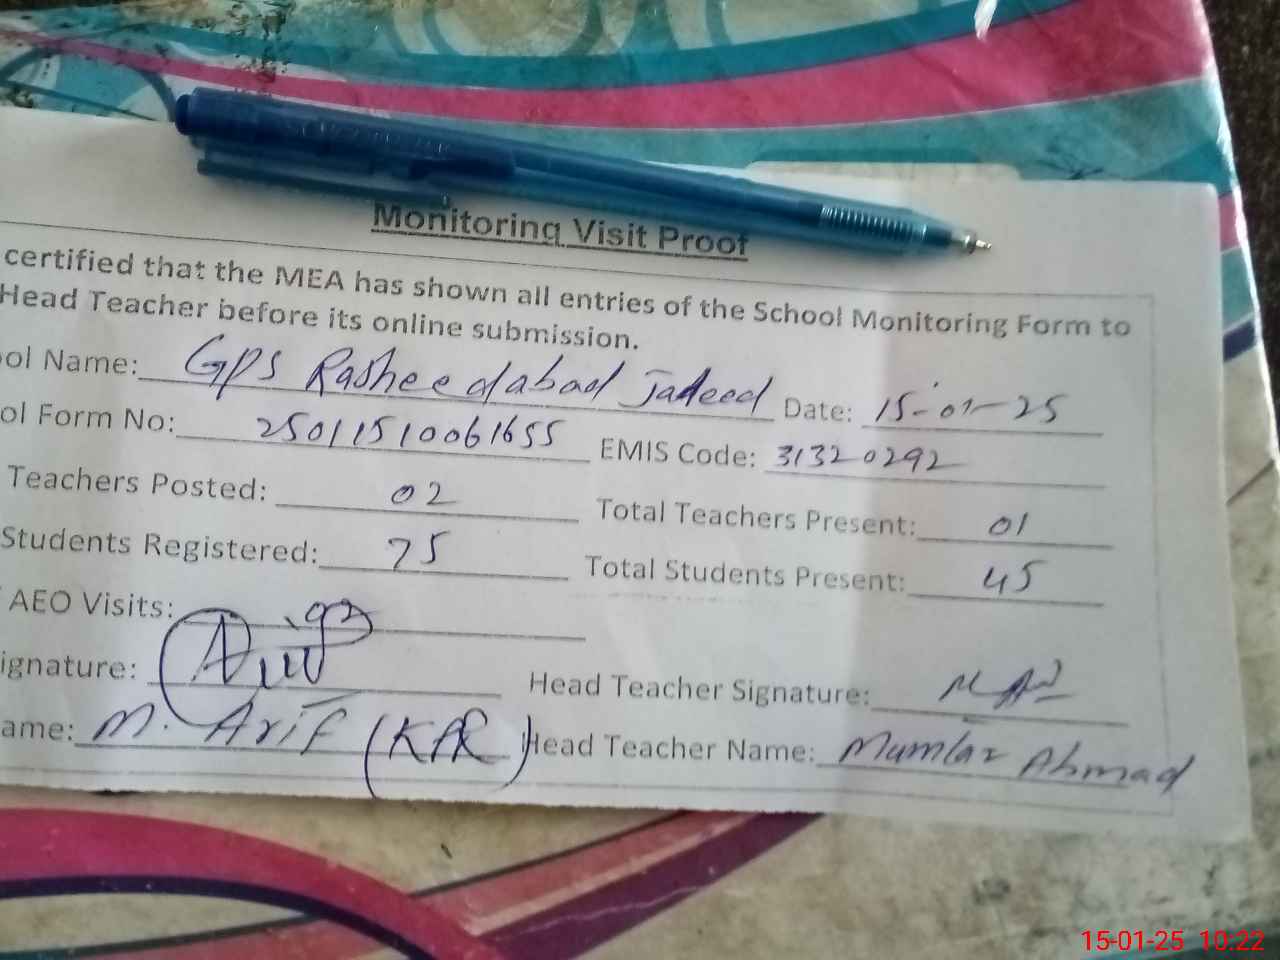 Monitoring Visit Proof
certified that the MEA has shown all entries of the School Monitoring Form to
Head Teacher before its online submission.
ol Name: GPS Rasheedabad Jadeed Date: 15-01-25
ol Form No: 25011510061655 EMIS Code: 31320292
Teachers Posted: 02 Total Teachers Present: 01
Students Registered: 75 Total Students Present: 45
AEO Visits:
ignature: Head Teacher Signature:
ame: M. Arif (KAR) Head Teacher Name: Mumtaz Ahmad
15-01-25 10:22